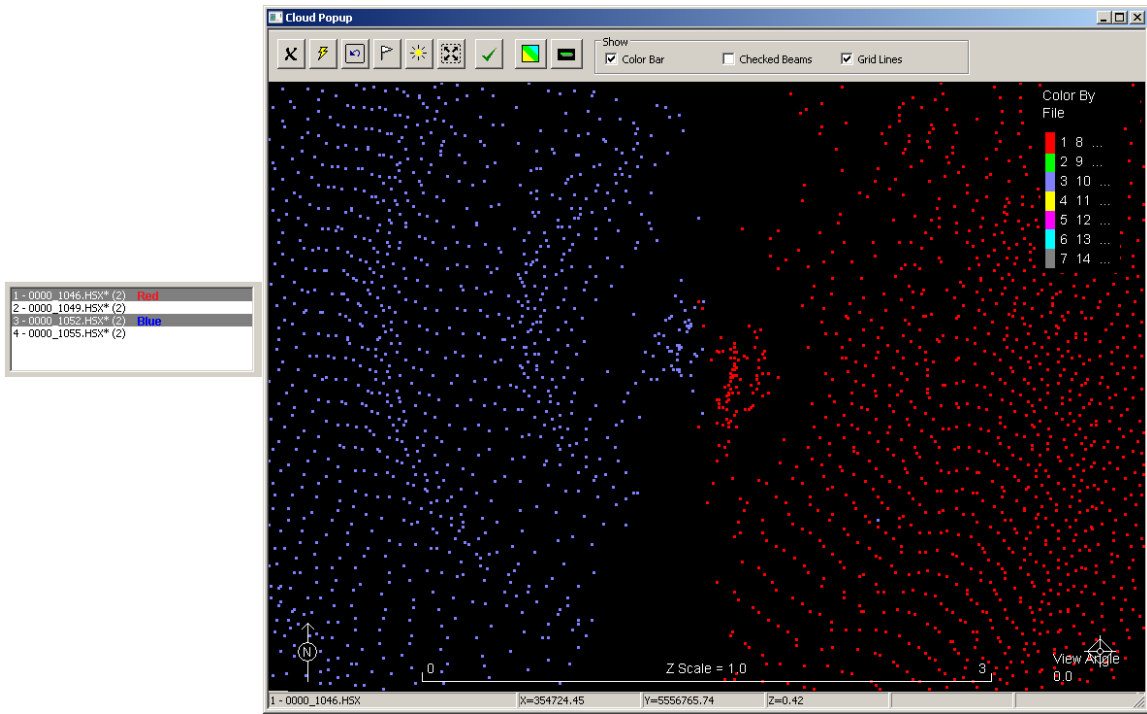 Cloud Popup
Show
Color Bar
Checked Beams
Grid Lines
Color By
File
1 8 ...
2 9 ...
3 10 ...
4 11 ...
5 12 ...
6 13 ...
7 14 ...
1 - 0000_1046.HSX* (2) Red
2 - 0000_1049.HSX* (2)
3 - 0000_1052.HSX* (2) Blue
4 - 0000_1055.HSX* (2)
N
0 Z Scale = 1.0 3
View Angle
0.0
1 - 0000_1046.HSX X=354724.45 Y=5556765.74 Z=0.42